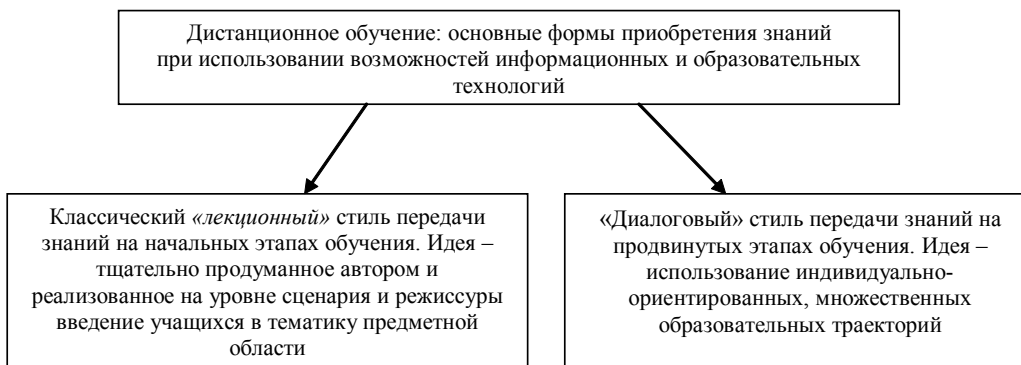 Дистанционное обучение: основные формы приобретения знаний
при использовании возможностей информационных и образовательных
технологий
Классический «лекционный» стиль передачи
знаний на начальных этапах обучения. Идея –
тщательно продуманное автором и
реализованное на уровне сценария и режиссуры
введение учащихся в тематику предметной
области
«Диалоговый» стиль передачи знаний на
продвинутых этапах обучения. Идея –
использование индивидуально-
ориентированных, множественных
образовательных траекторий